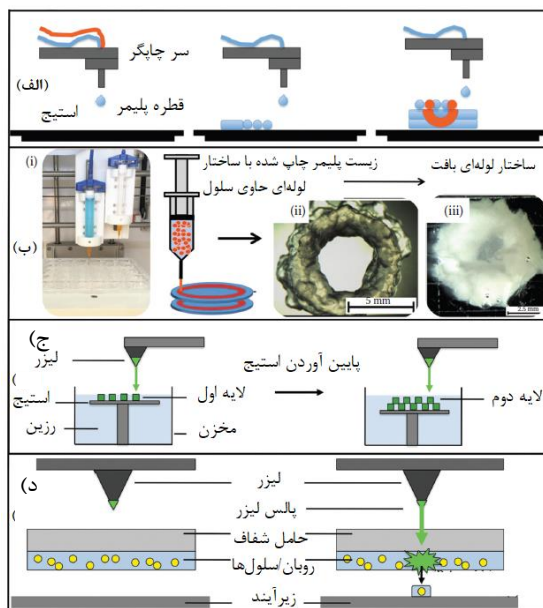 سر چاپگر
(الف)
قطره پلیمر
استیج
(i)
زیست پلیمر چاپ شده با ساختار
لوله‌ای حاوی سلول
ساختار لوله‌ای بافت
(ii)
(iii)
(ب)
5 mm
2.5 mm
ج)
لیزر
پایین آوردن استیج
لایه اول
لایه دوم
استیج
رزین
مخزن
د)
لیزر
پالس لیزر
حامل شفاف
روبان/سلول‌ها
زیرآیند